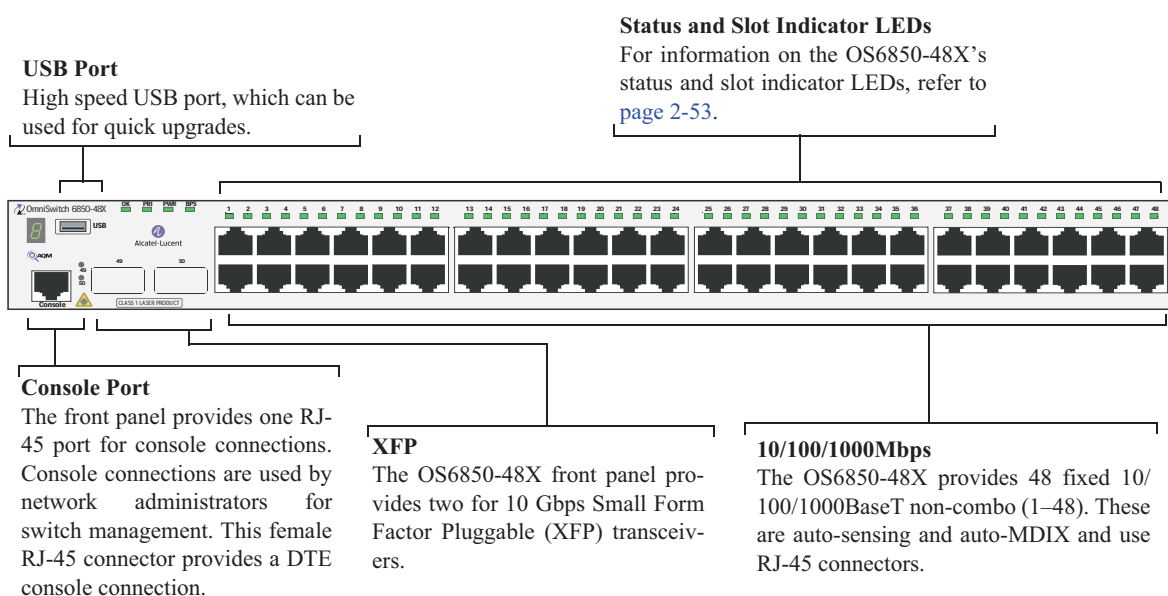 Status and Slot Indicator LEDs
For information on the OS6850-48X's
status and slot indicator LEDs, refer to
page 2-53.
USB Port
High speed USB port, which can be
used for quick upgrades.
OmniSwitch 6850-48X
OK PRI PWR BPS
1 2 3 4 5 6 7 8 9 10 11 12
13 14 15 16 17 18 19 20 21 22 23 24
25 26 27 28 29 30 31 32 33 34 35 36
37 38 39 40 41 42 43 44 45 46 47 48
8
USB
Alcatel-Lucent
AQM
49
50
49 50
Console
CLASS 1 LASER PRODUCT
Console Port
The front panel provides one RJ-
45 port for console connections.
Console connections are used by
network administrators for
switch management. This female
RJ-45 connector provides a DTE
console connection.
XFP
The OS6850-48X front panel pro-
vides two for 10 Gbps Small Form
Factor Pluggable (XFP) transceiv-
ers.
10/100/1000Mbps
The OS6850-48X provides 48 fixed 10/
100/1000BaseT non-combo (1–48). These
are auto-sensing and auto-MDIX and use
RJ-45 connectors.